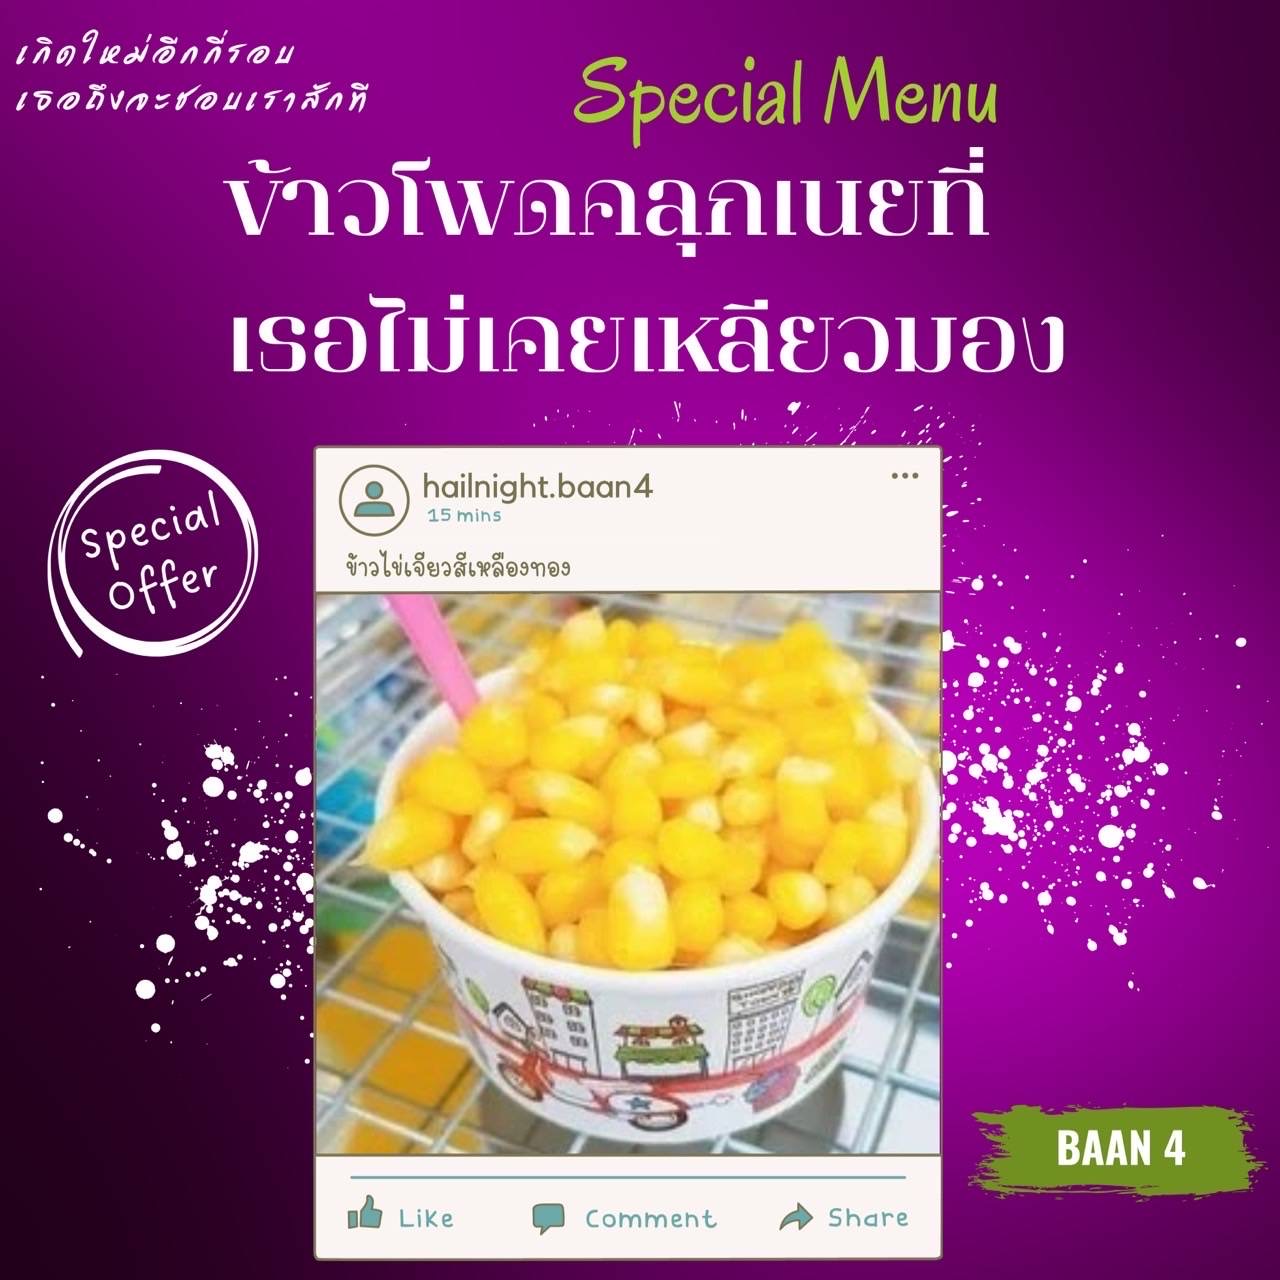 เกิดใหม่อีกกี่รอบ
เธอถึงจะชอบเราสักที
Special Menu
ข้าวโพดคลุกเนยที่
เธอไม่เคยเหลียวมอง
Special
Offer
hailnight.baan4
15 mins
ข้าวไข่เจียวสีเหลืองทอง
BAAN 4
Like
Comment
Share